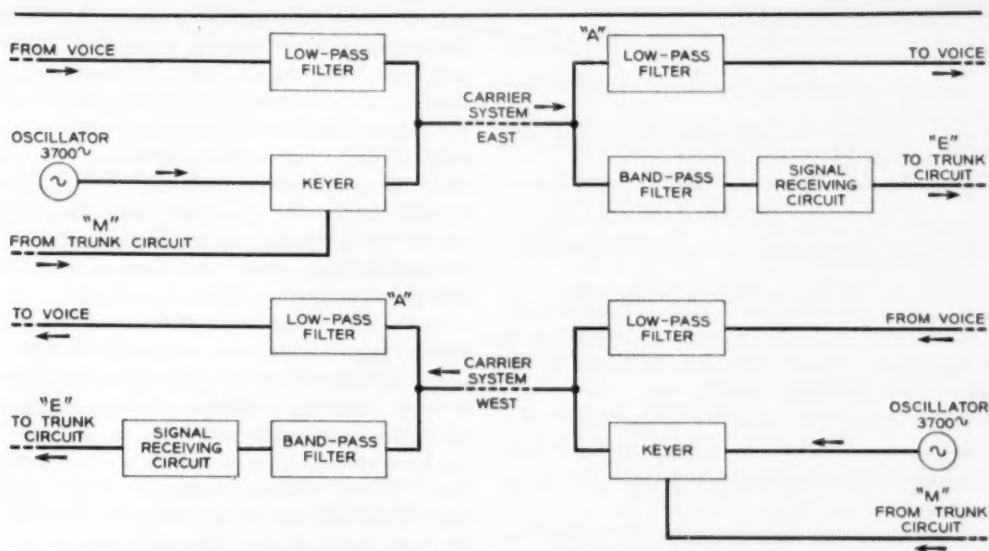 FROM VOICE
LOW-PASS
FILTER
"A"
LOW-PASS
FILTER
TO VOICE
CARRIER
SYSTEM
EAST
OSCILLATOR
3700~
~
KEYER
BAND-PASS
FILTER
SIGNAL
RECEIVING
CIRCUIT
"E"
TO TRUNK
CIRCUIT
"M"
FROM TRUNK CIRCUIT
TO VOICE
LOW-PASS
FILTER
"A"
LOW-PASS
FILTER
FROM VOICE
CARRIER
SYSTEM
WEST
"E"
TO TRUNK
CIRCUIT
SIGNAL
RECEIVING
CIRCUIT
BAND-PASS
FILTER
KEYER
OSCILLATOR
3700~
~
"M"
FROM TRUNK
CIRCUIT